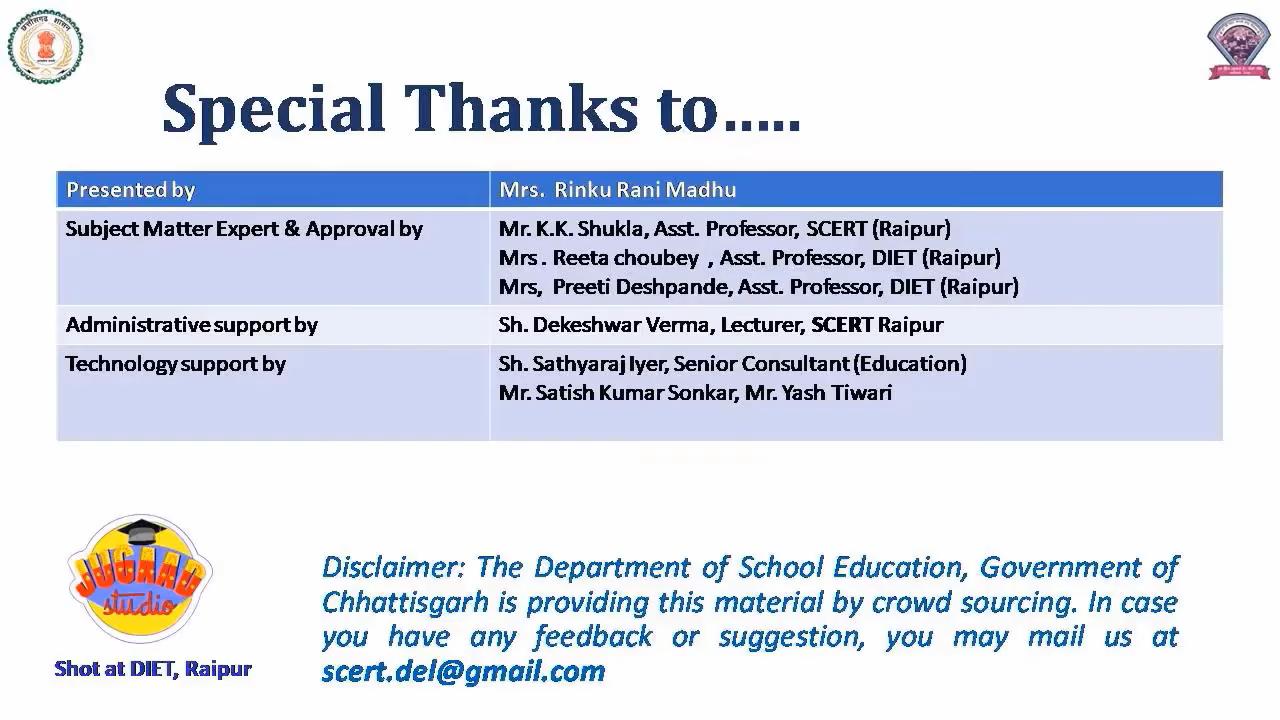 छत्तीसगढ़ शासन
Special Thanks to.....
Presented by
Mrs. Rinku Rani Madhu
Subject Matter Expert & Approval by
Mr. K.K. Shukla, Asst. Professor, SCERT (Raipur)
Mrs . Reeta choubey , Asst. Professor, DIET (Raipur)
Mrs, Preeti Deshpande, Asst. Professor, DIET (Raipur)
Administrative support by
Sh. Dekeshwar Verma, Lecturer, SCERT Raipur
Technology support by
Sh. Sathyaraj Iyer, Senior Consultant (Education)
Mr. Satish Kumar Sonkar, Mr. Yash Tiwari
JUGAAD
studio
Shot at DIET, Raipur
Disclaimer: The Department of School Education, Government of
Chhattisgarh is providing this material by crowd sourcing. In case
you have any feedback or suggestion, you may mail us at
scert.del@gmail.com